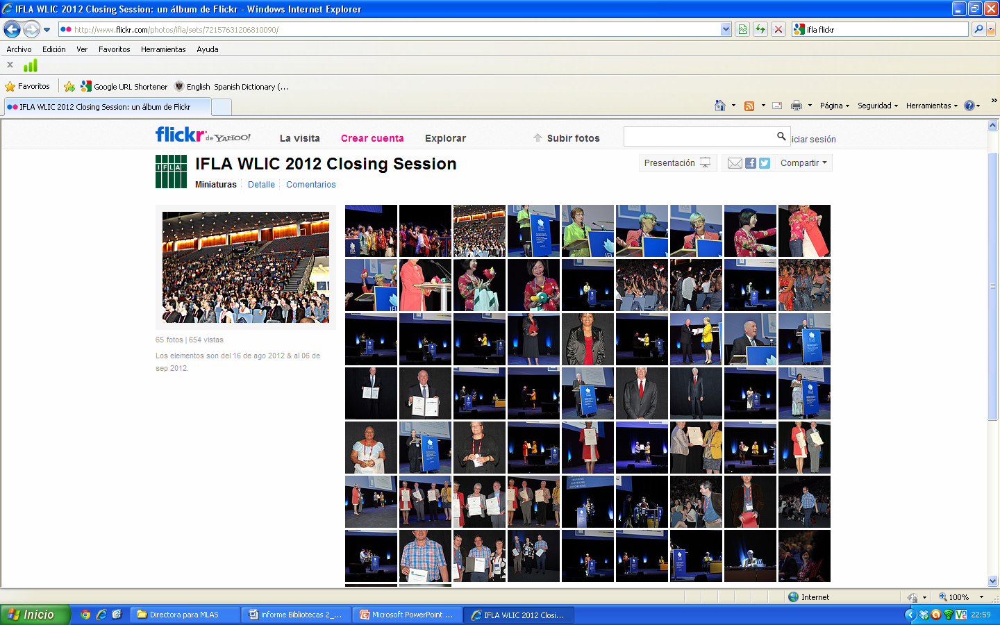 IFLA WLIC 2012 Closing Session: un álbum de Flickr - Windows Internet Explorer
http://www.flickr.com/photos/ifla/sets/72157631206810090/
ifla flickr
Archivo Edición Ver Favoritos Herramientas Ayuda
x
Favoritos Google URL Shortener English Spanish Dictionary (...
IFLA WLIC 2012 Closing Session: un álbum de Flickr
Página Seguridad Herramientas »
flickr de YAHOO! La visita Crear cuenta Explorar Subir fotos iciar sesión
IFLA
IFLA WLIC 2012 Closing Session
Presentación Compartir
Miniaturas Detalle Comentarios
65 fotos | 654 vistas
Los elementos son del 16 de ago 2012 & al 06 de
sep 2012.
Internet 100%
Inicio Directora para MLAS informe Bibliotecas 2_... Microsoft PowerPoint ... IFLA WLIC 2012 Closi... 22:59